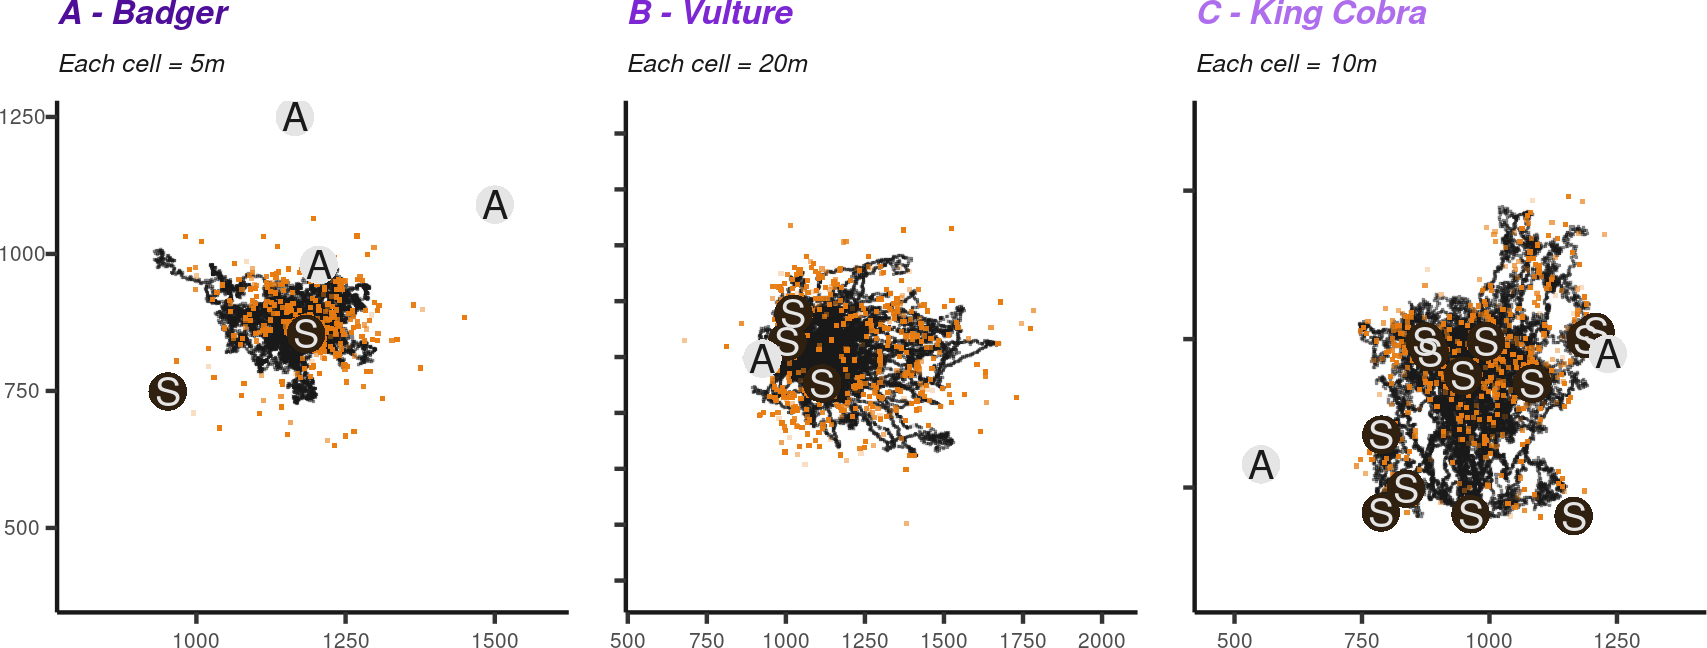 A - Badger
Each cell = 5m
1250
1000
750
500
A
A
A
S
S
1000 1250 1500
B - Vulture
Each cell = 20m
S
S
A
S
500 750 1000 1250 1500 1750 2000
C - King Cobra
Each cell = 10m
S
S
S
S
S
A
S
S
S
A
S
S
S
S
500 750 1000 1250